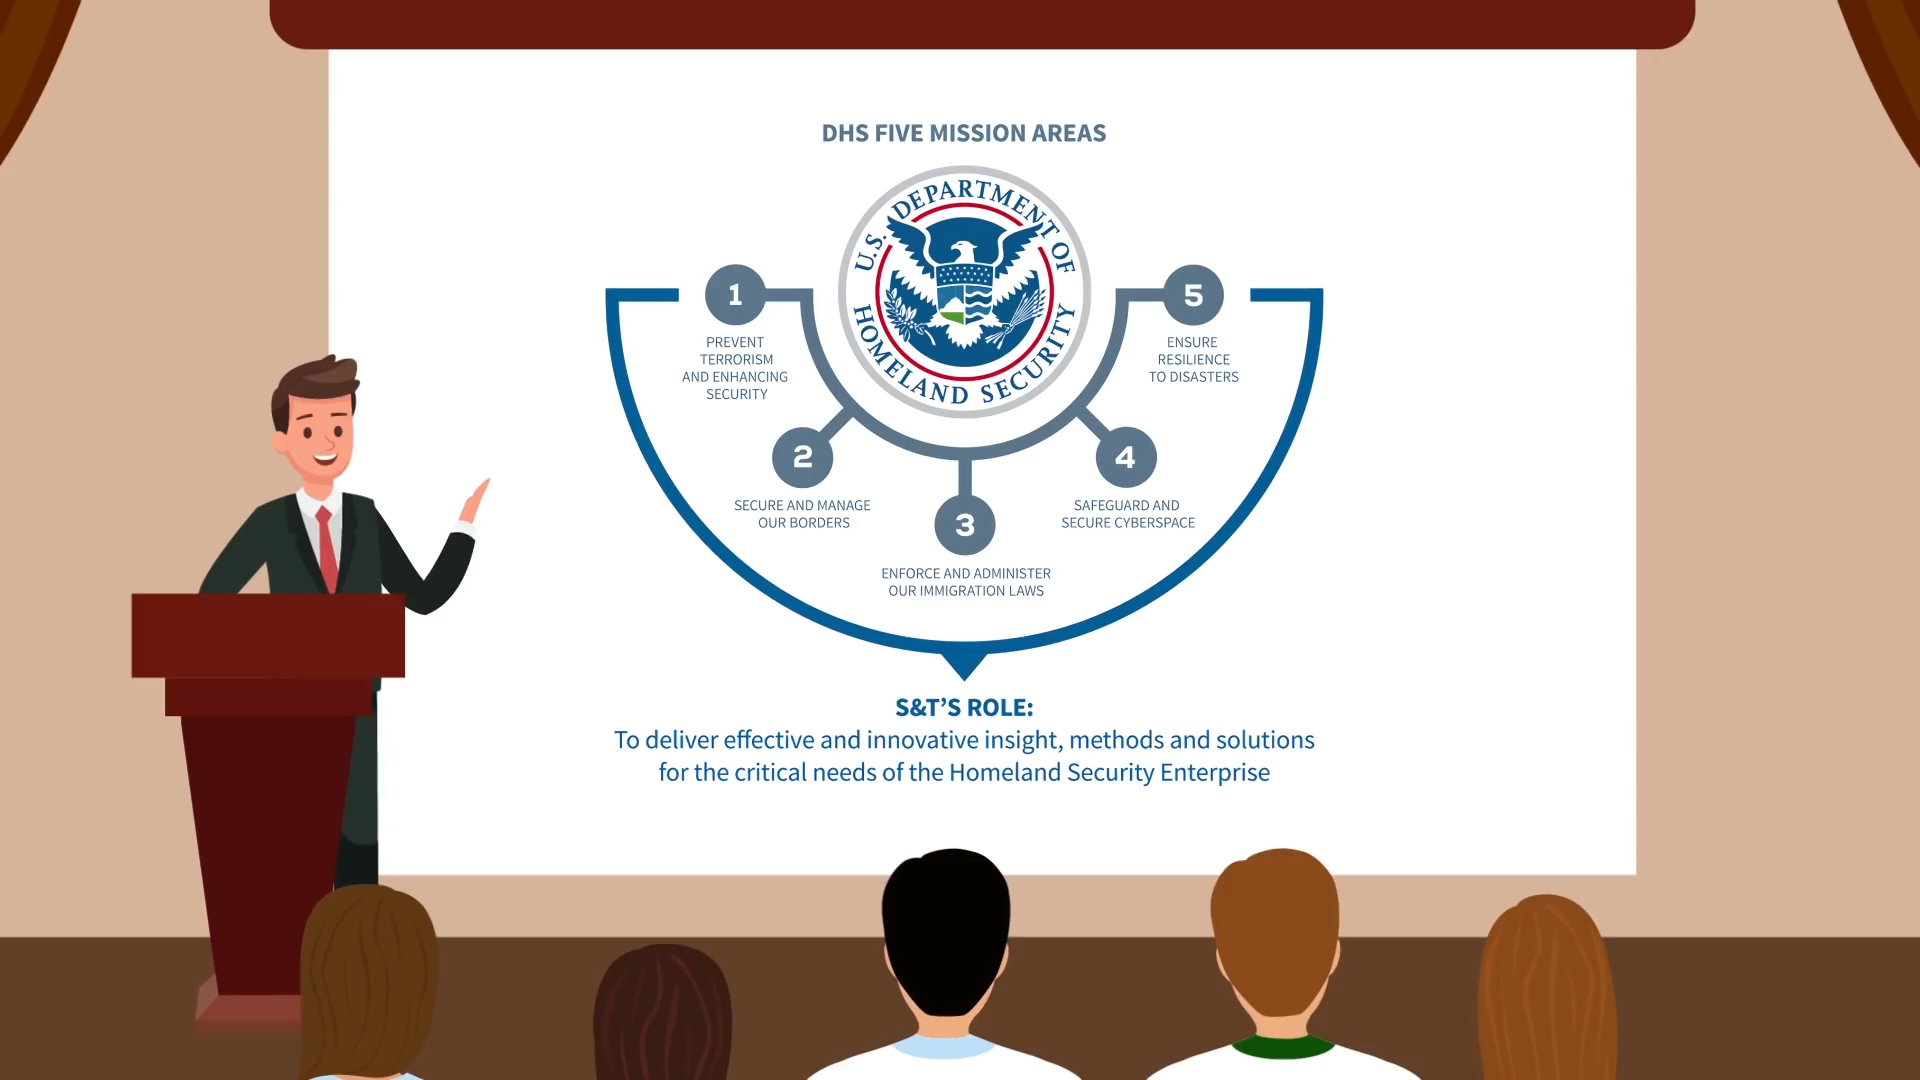 DHS FIVE MISSION AREAS
U.S. DEPARTMENT OF
HOMELAND SECURITY
1
PREVENT
TERRORISM
AND ENHANCING
SECURITY
2
SECURE AND MANAGE
OUR BORDERS
3
ENFORCE AND ADMINISTER
OUR IMMIGRATION LAWS
4
SAFEGUARD AND
SECURE CYBERSPACE
5
ENSURE
RESILIENCE
TO DISASTERS
S&T’S ROLE:
To deliver effective and innovative insight, methods and solutions
for the critical needs of the Homeland Security Enterprise